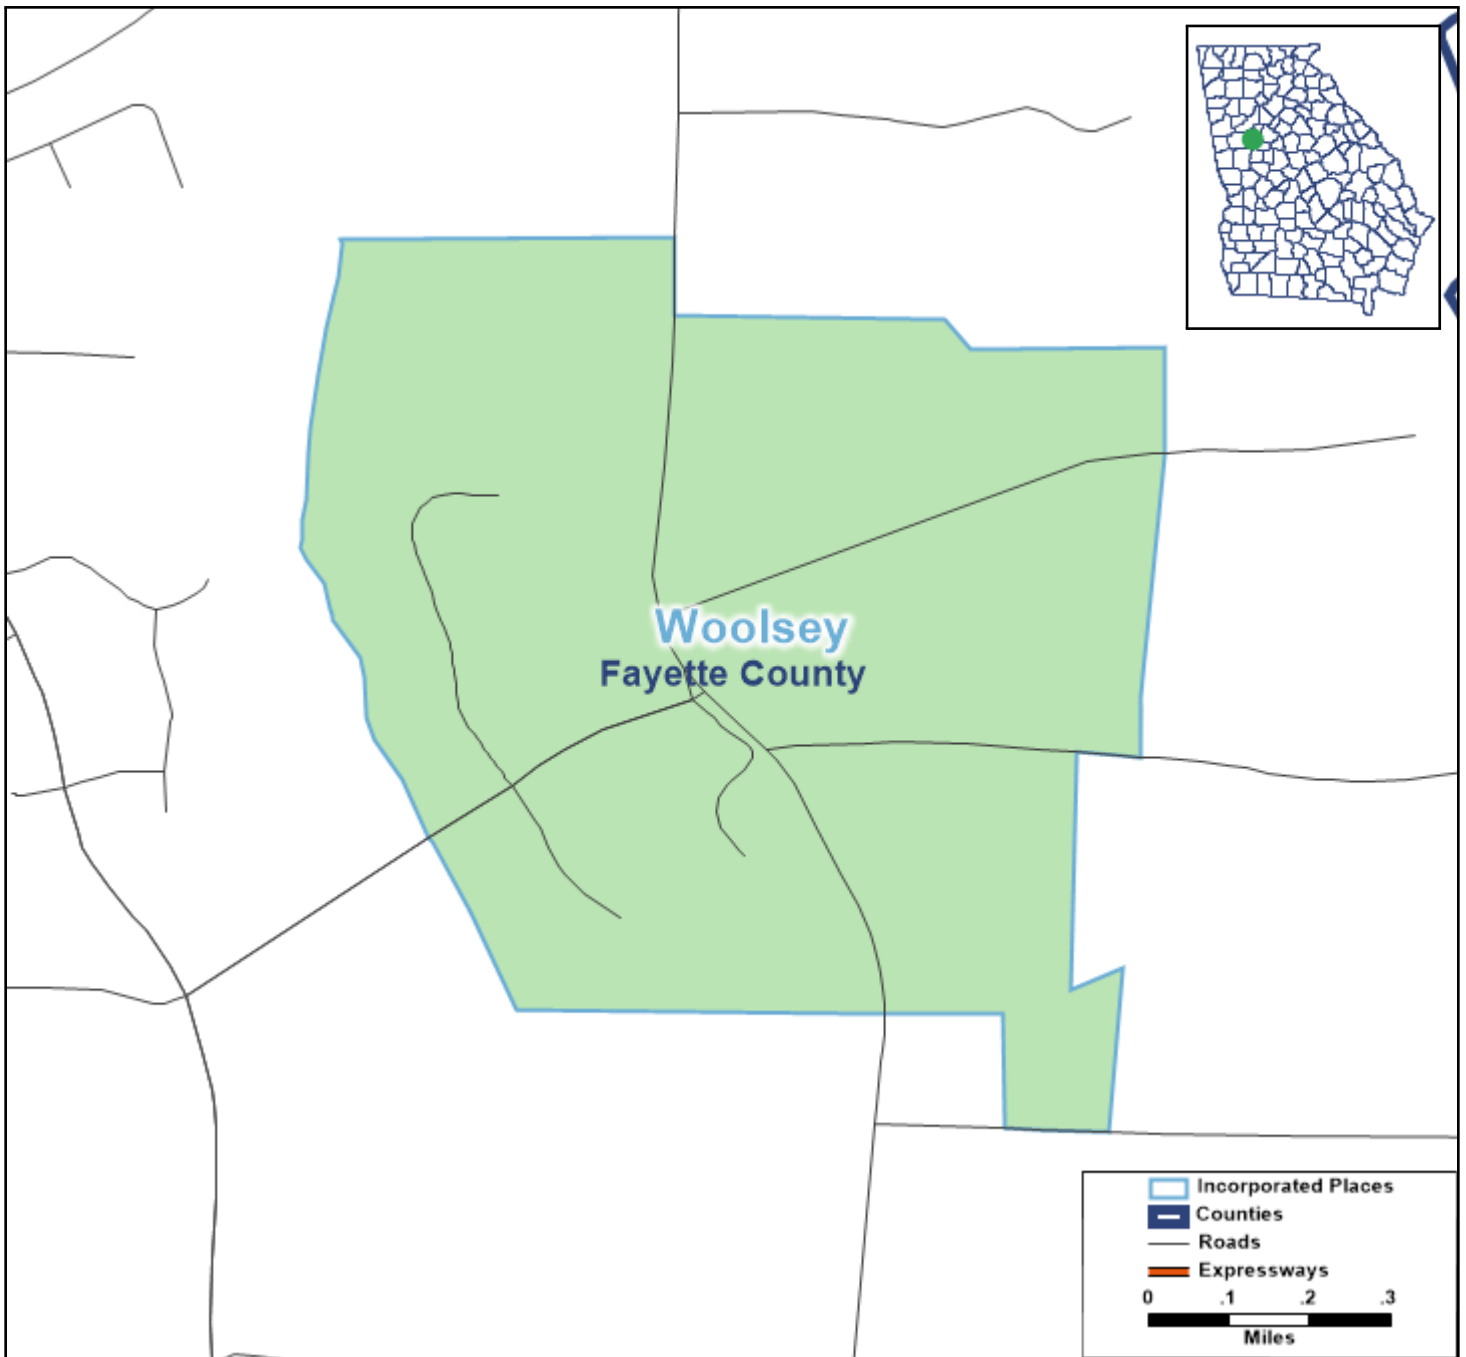 Woolsey
Fayette County
Incorporated Places
Counties
Roads
Expressways
0 .1 .2 .3
Miles